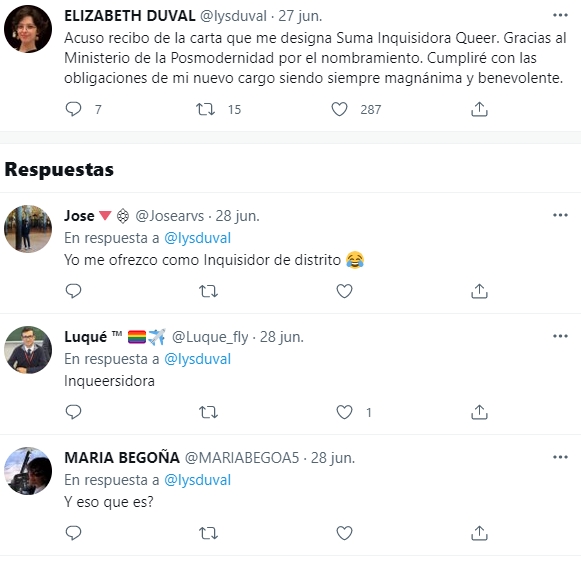 ELIZABETH DUVAL @lysduval · 27 jun.
Acuso recibo de la carta que me designa Suma Inquisidora Queer. Gracias al
Ministerio de la Posmodernidad por el nombramiento. Cumpliré con las
obligaciones de mi nuevo cargo siendo siempre magnánima y benevolente.
7 15 287
Respuestas
Jose🔻 @Josearvs · 28 jun.
En respuesta a @lysduval
Yo me ofrezco como Inquisidor de distrito 😂
Luqué ™ 🏳️‍🌈✈️ @Luque_fly · 28 jun.
En respuesta a @lysduval
Inqueersidora
1
MARIA BEGOÑA @MARIABEGOA5 · 28 jun.
En respuesta a @lysduval
Y eso que es?